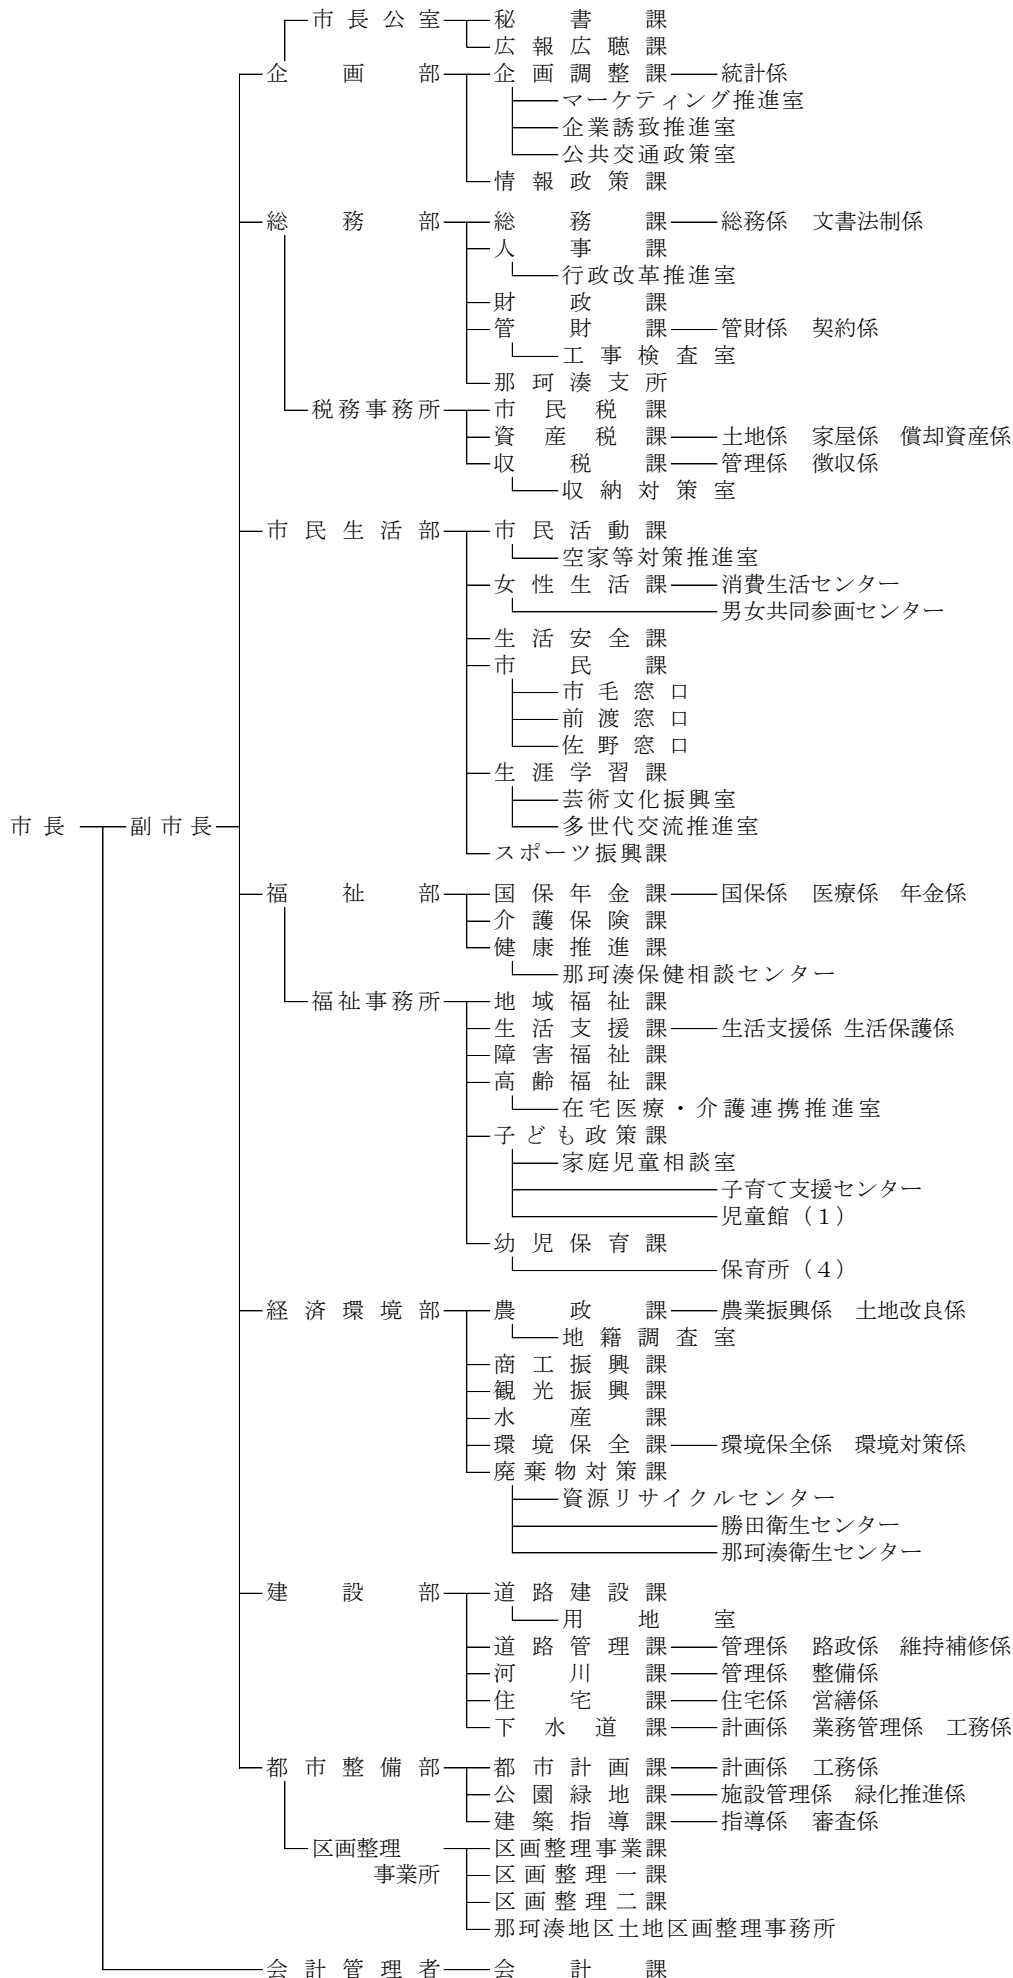 市長公室 秘書課
広報広聴課
企画部 企画調整課 統計係
マーケティング推進室
企業誘致推進室
公共交通政策室
情報政策課
総務部 総務課 総務係 文書法制係
人事課
行政改革推進室
財政課
管財課 管財係 契約係
工事検査室
那珂湊支所
税務事務所 市民税課
資産税課 土地係 家屋係 償却資産係
収税課 管理係 徴収係
収納対策室
市民生活部 市民活動課
空家等対策推進室
女性生活課 消費生活センター
男女共同参画センター
生活安全課
市民課
市毛窓口
前渡窓口
佐野窓口
生涯学習課
芸術文化振興室
市長 副市長 多世代交流推進室
スポーツ振興課
福祉部 国保年金課 国保係 医療係 年金係
介護保険課
健康推進課
那珂湊保健相談センター
福祉事務所 地域福祉課
生活支援課 生活支援係 生活保護係
障害福祉課
高齢福祉課
在宅医療・介護連携推進室
子ども政策課
家庭児童相談室
子育て支援センター
児童館（１）
幼児保育課
保育所（４）
経済環境部 農政課 農業振興係 土地改良係
地籍調査室
商工振興課
観光振興課
水産課
環境保全課 環境保全係 環境対策係
廃棄物対策課
資源リサイクルセンター
勝田衛生センター
那珂湊衛生センター
建設部 道路建設課
用地室
道路管理課 管理係 路政係 維持補修係
河川課 管理係 整備係
住宅課 住宅係 営繕係
下水道課 計画係 業務管理係 工務係
都市整備部 都市計画課 計画係 工務係
公園緑地課 施設管理係 緑化推進係
建築指導課 指導係 審査係
区画整理 区画整理事業課
事業所 区画整理一課
区画整理二課
那珂湊地区土地区画整理事務所
会計管理者 会計課